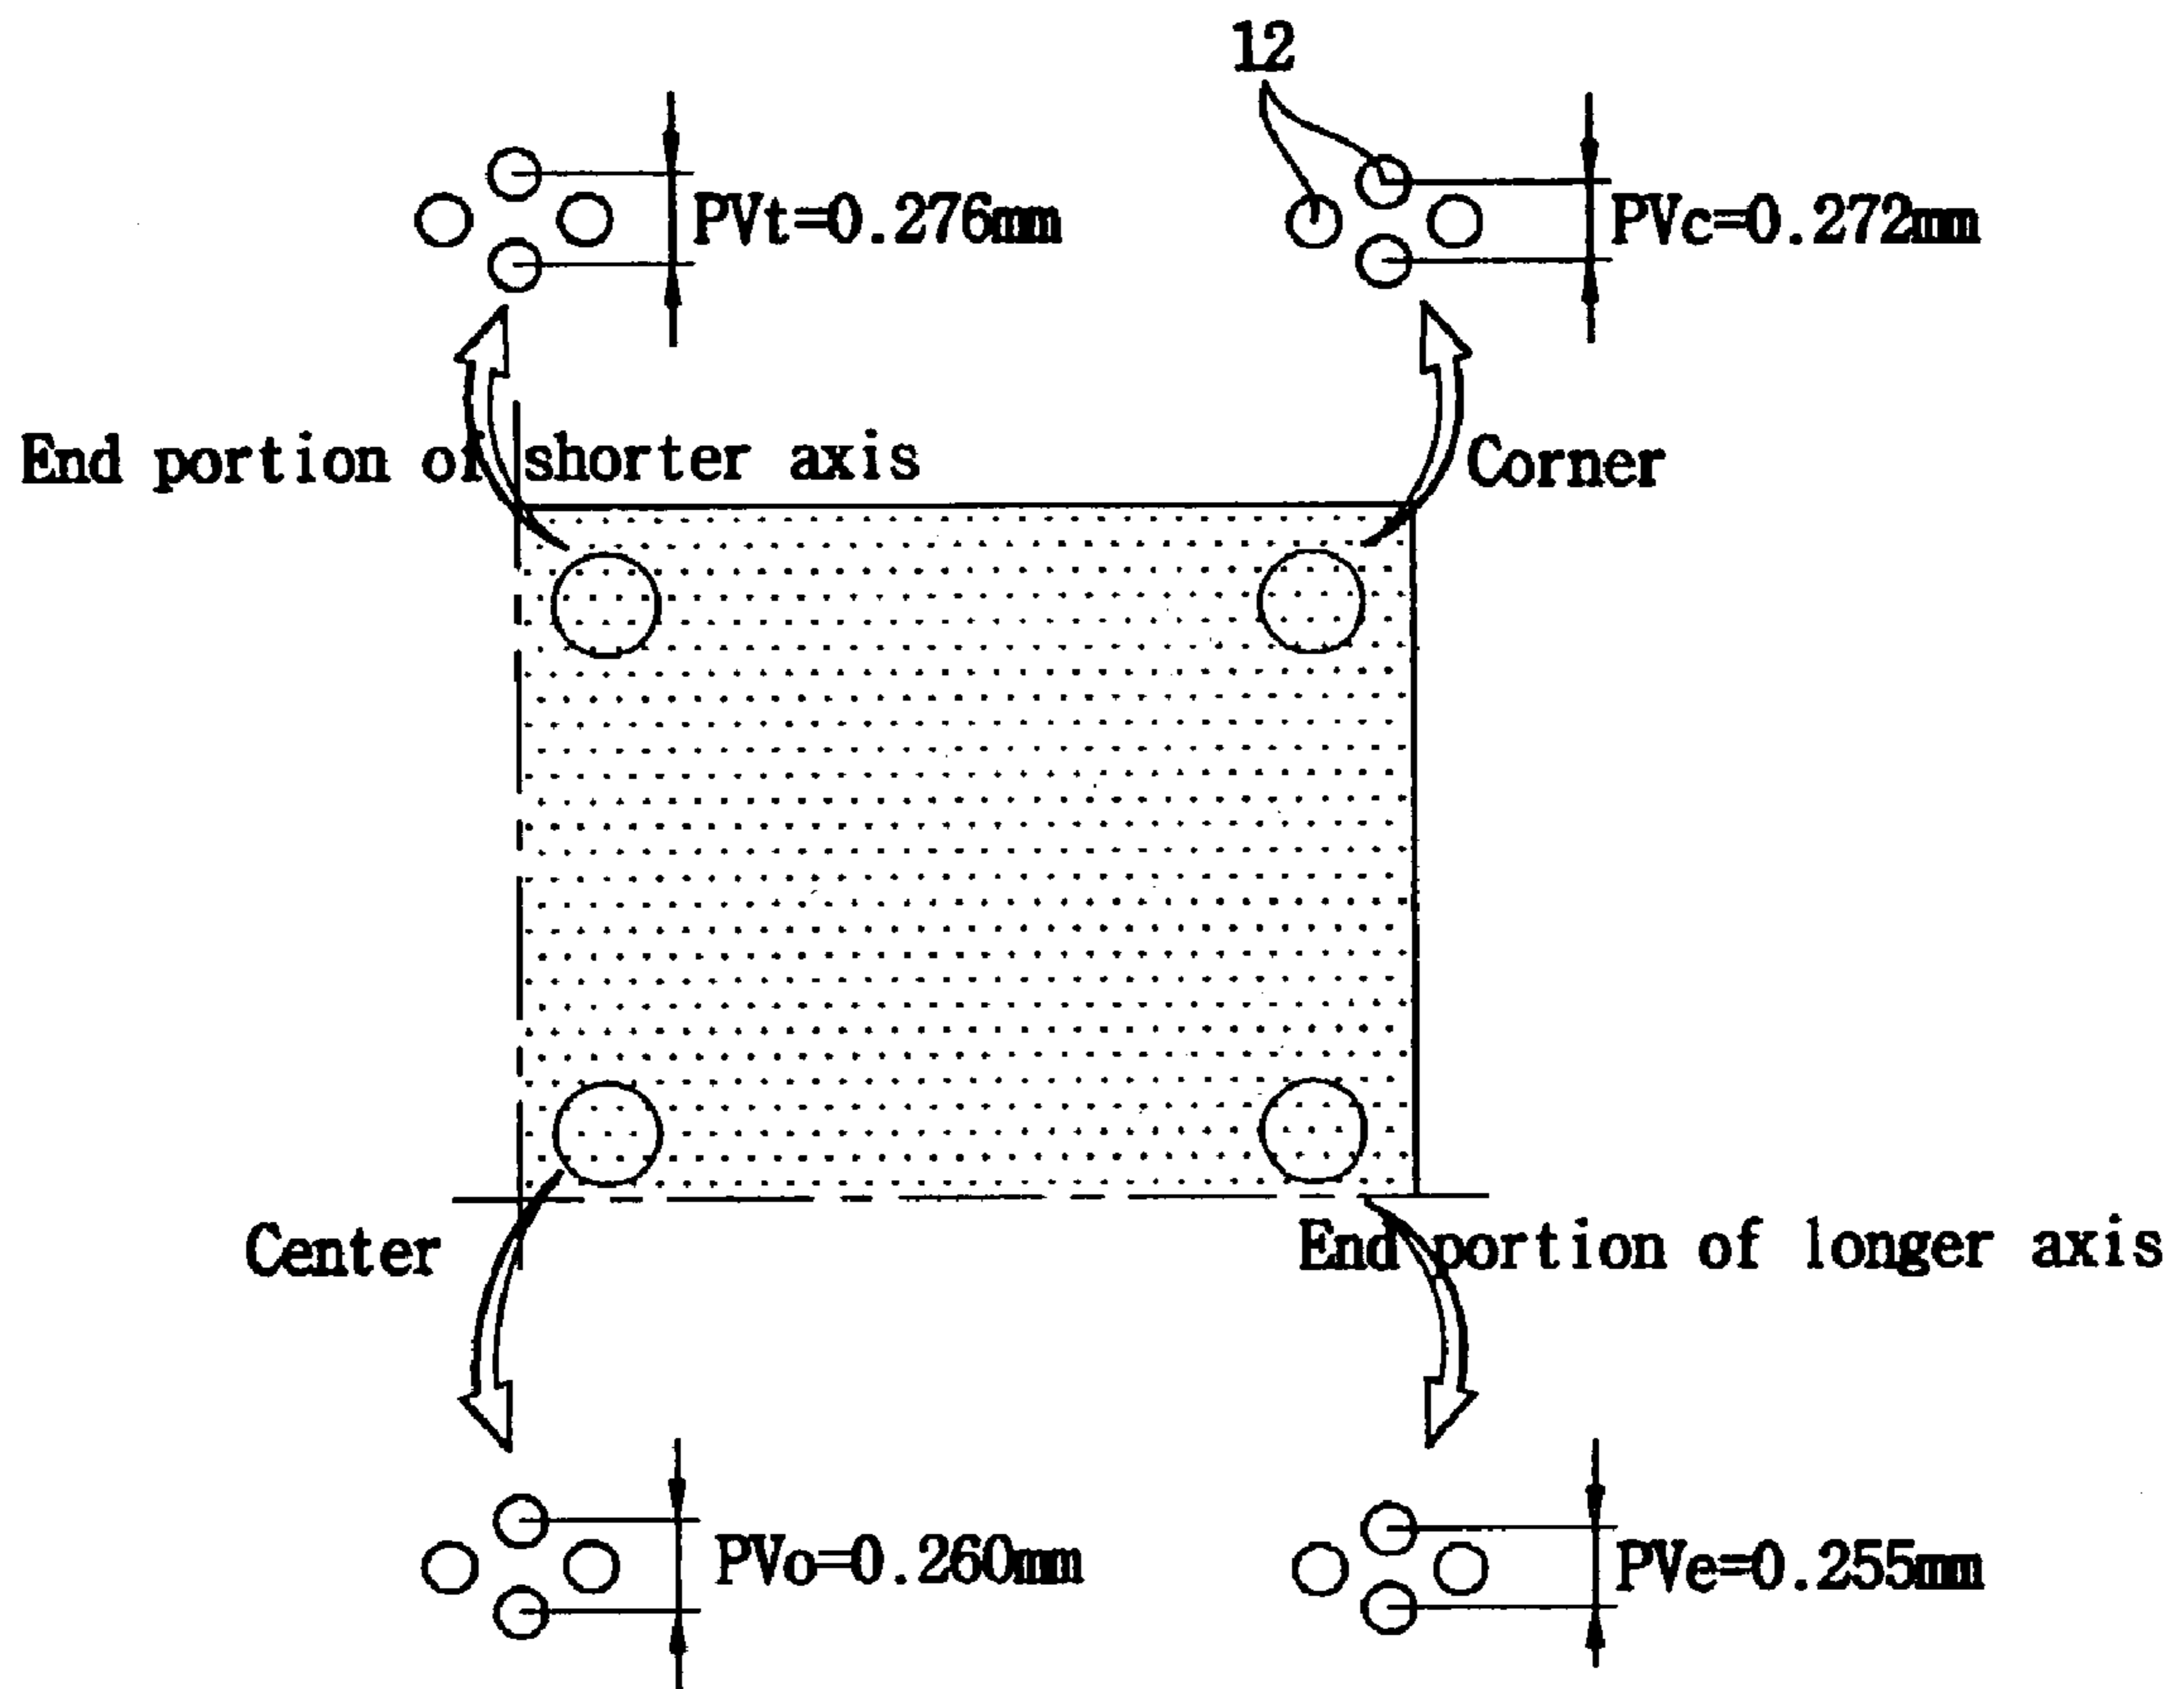 12
PVt=0.276mm
PVc=0.272mm
End portion of shorter axis
Corner
Center
End portion of longer axis
PVo=0.260mm
PVe=0.255mm